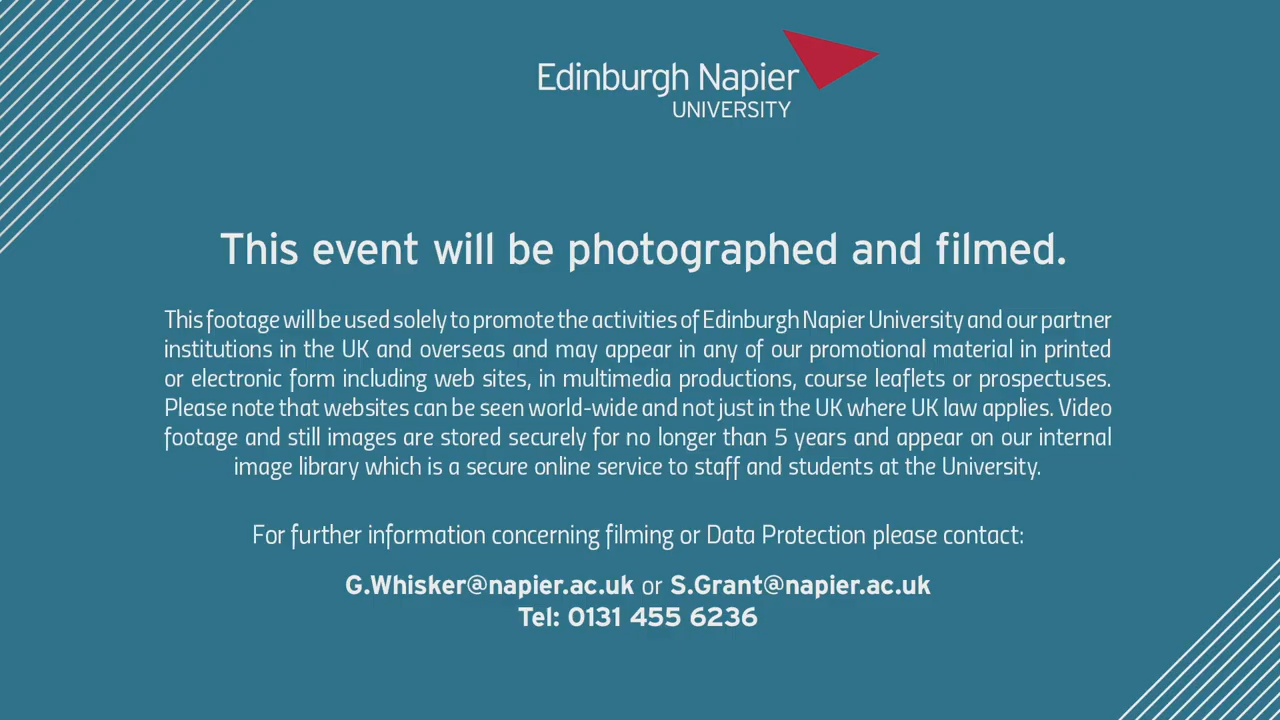 Edinburgh Napier
UNIVERSITY
This event will be photographed and filmed.
This footage will be used solely to promote the activities of Edinburgh Napier University and our partner
institutions in the UK and overseas and may appear in any of our promotional material in printed
or electronic form including web sites, in multimedia productions, course leaflets or prospectuses.
Please note that websites can be seen world-wide and not just in the UK where UK law applies. Video
footage and still images are stored securely for no longer than 5 years and appear on our internal
image library which is a secure online service to staff and students at the University.
For further information concerning filming or Data Protection please contact:
G.Whisker@napier.ac.uk or S.Grant@napier.ac.uk
Tel: 0131 455 6236